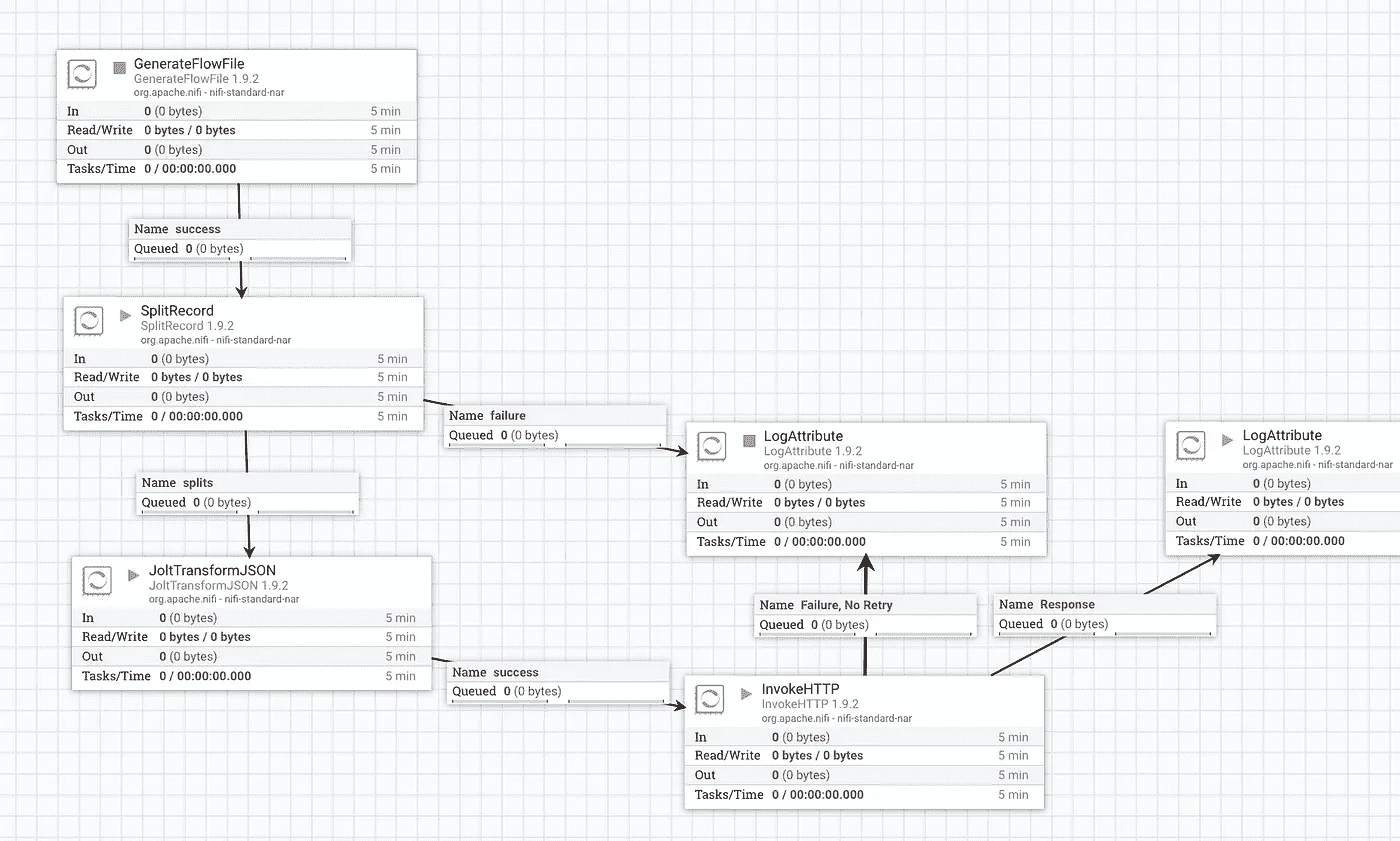 GenerateFlowFile
GenerateFlowFile 1.9.2
org.apache.nifi - nifi-standard-nar
In 0 (0 bytes) 5 min
Read/Write 0 bytes / 0 bytes 5 min
Out 0 (0 bytes) 5 min
Tasks/Time 0 / 00:00:00.000 5 min
Name success
Queued 0 (0 bytes)
SplitRecord
SplitRecord 1.9.2
org.apache.nifi - nifi-standard-nar
In 0 (0 bytes) 5 min
Read/Write 0 bytes / 0 bytes 5 min
Out 0 (0 bytes) 5 min
Tasks/Time 0 / 00:00:00.000 5 min
Name failure
Queued 0 (0 bytes)
Name splits
Queued 0 (0 bytes)
LogAttribute
LogAttribute 1.9.2
org.apache.nifi - nifi-standard-nar
In 0 (0 bytes) 5 min
Read/Write 0 bytes / 0 bytes 5 min
Out 0 (0 bytes) 5 min
Tasks/Time 0 / 00:00:00.000 5 min
LogAttribute
LogAttribute 1.9.2
org.apache.nifi - nifi-standard-nar
In 0 (0 bytes)
Read/Write 0 bytes / 0 bytes
Out 0 (0 bytes)
Tasks/Time 0 / 00:00:00.000
JoltTransformJSON
JoltTransformJSON 1.9.2
org.apache.nifi - nifi-standard-nar
In 0 (0 bytes) 5 min
Read/Write 0 bytes / 0 bytes 5 min
Out 0 (0 bytes) 5 min
Tasks/Time 0 / 00:00:00.000 5 min
Name success
Queued 0 (0 bytes)
Name Failure, No Retry
Queued 0 (0 bytes)
Name Response
Queued 0 (0 bytes)
InvokeHTTP
InvokeHTTP 1.9.2
org.apache.nifi - nifi-standard-nar
In 0 (0 bytes) 5 min
Read/Write 0 bytes / 0 bytes 5 min
Out 0 (0 bytes) 5 min
Tasks/Time 0 / 00:00:00.000 5 min